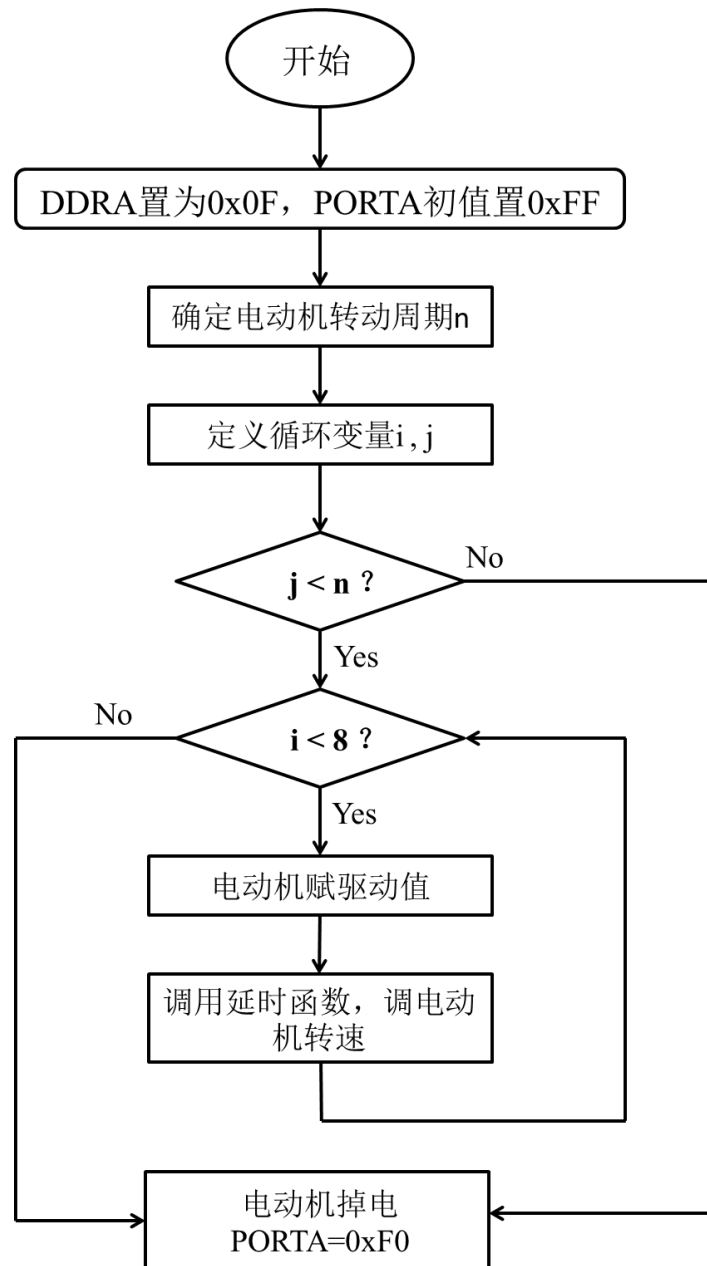 开始
DDRA置为0x0F，PORTA初值置0xFF
确定电动机转动周期n
定义循环变量i,j
j < n ?
No
Yes
No
i < 8 ?
Yes
电动机赋驱动值
调用延时函数，调电动
机转速
电动机掉电
PORTA=0xF0